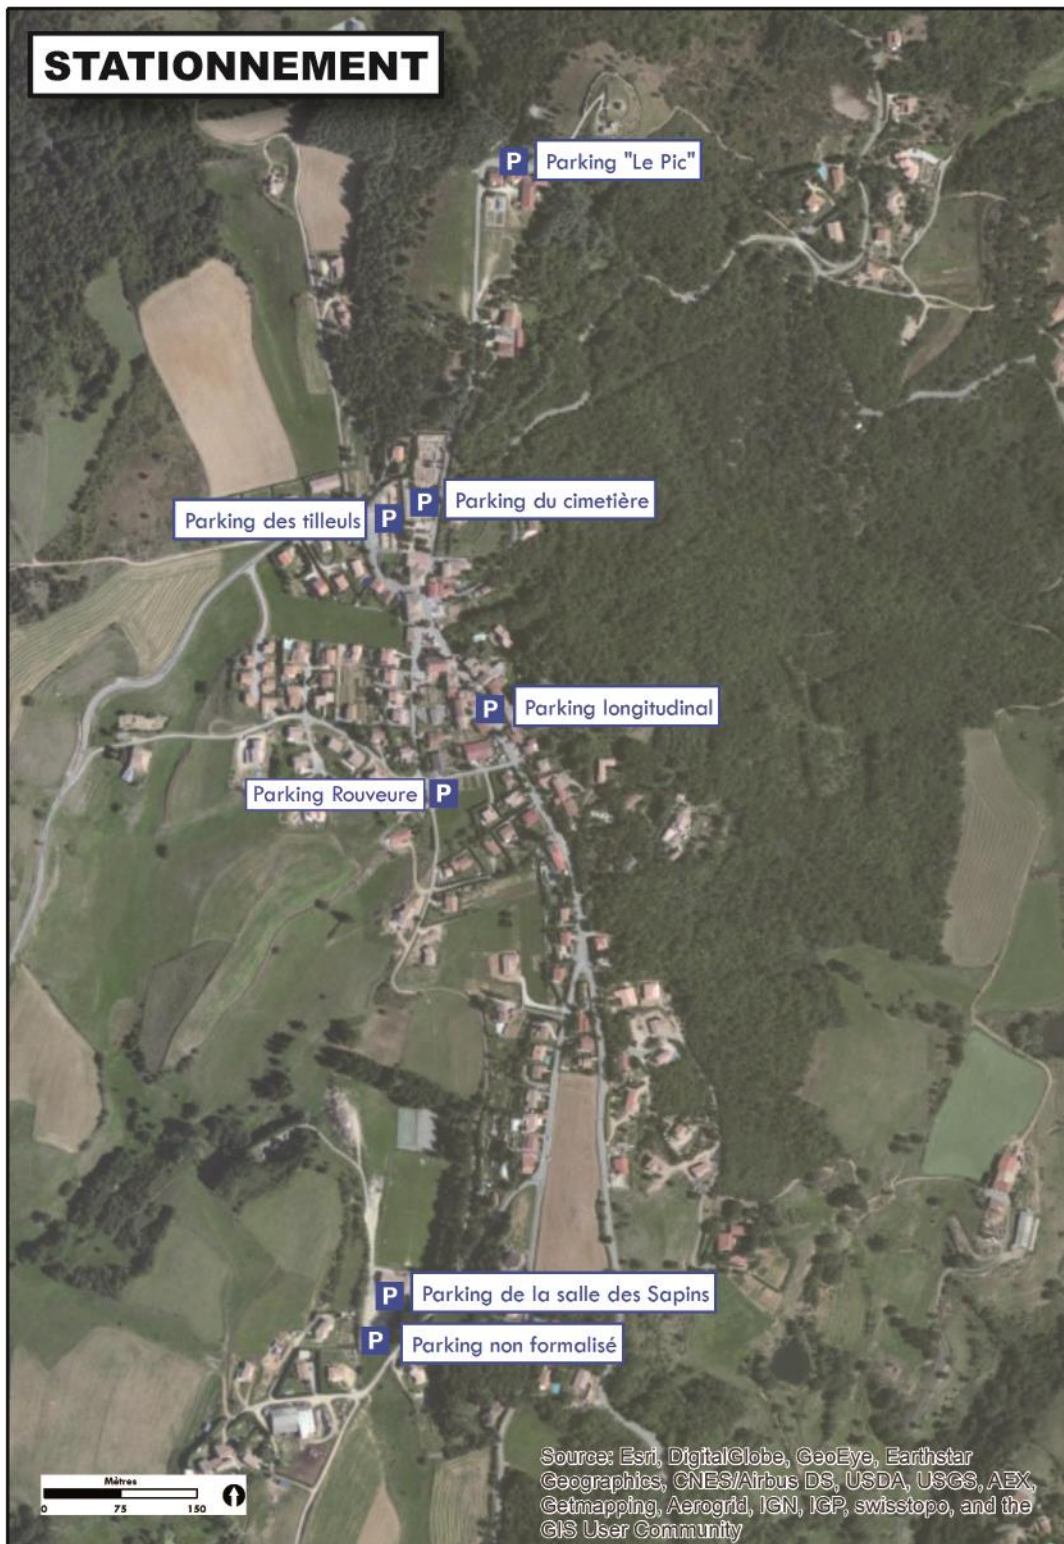 STATIONNEMENT
P Parking "Le Pic"
P Parking du cimetière
Parking des tilleuls P
P Parking longitudinal
Parking Rouveure P
P Parking de la salle des Sapins
P Parking non formalisé
Mètres
0 75 150
Source: Esri, DigitalGlobe, GeoEye, Earthstar
Geographics, CNES/Airbus DS, USDA, USGS, AEX,
Getmapping, Aerogrid, IGN, IGP, swisstopo, and the
GIS User Community